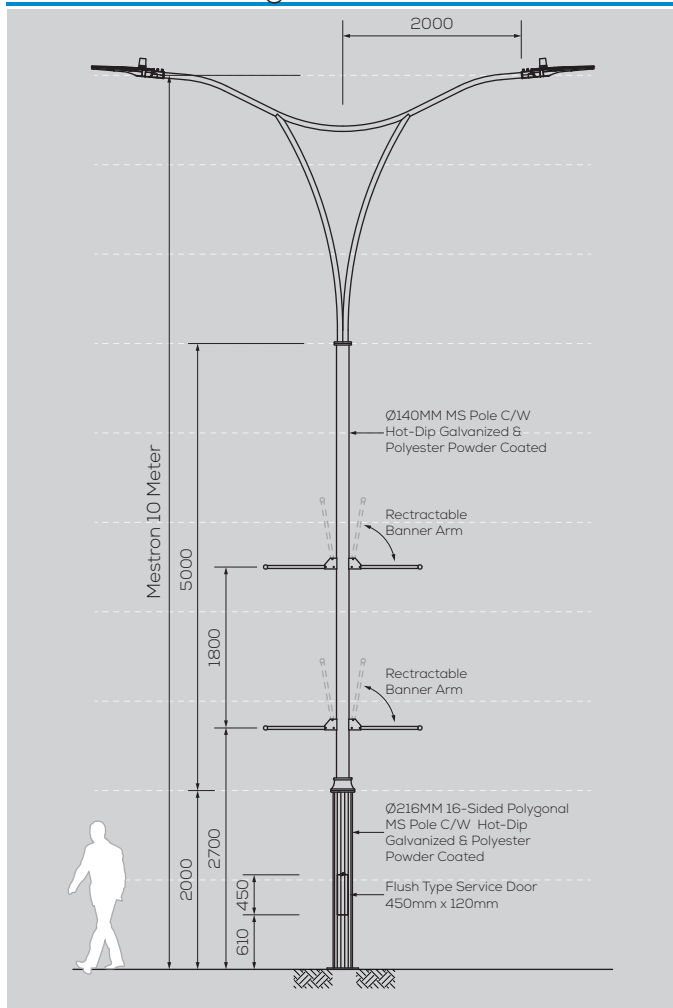 2000
Ø140MM MS Pole C/W
Hot-Dip Galvanized &
Polyester Powder Coated
Mestron 10 Meter
5000
Rectractable
Banner Arm
1800
Rectractable
Banner Arm
Ø216MM 16-Sided Polygonal
MS Pole C/W Hot-Dip
Galvanized & Polyester
Powder Coated
2000
2700
450
Flush Type Service Door
450mm x 120mm
610